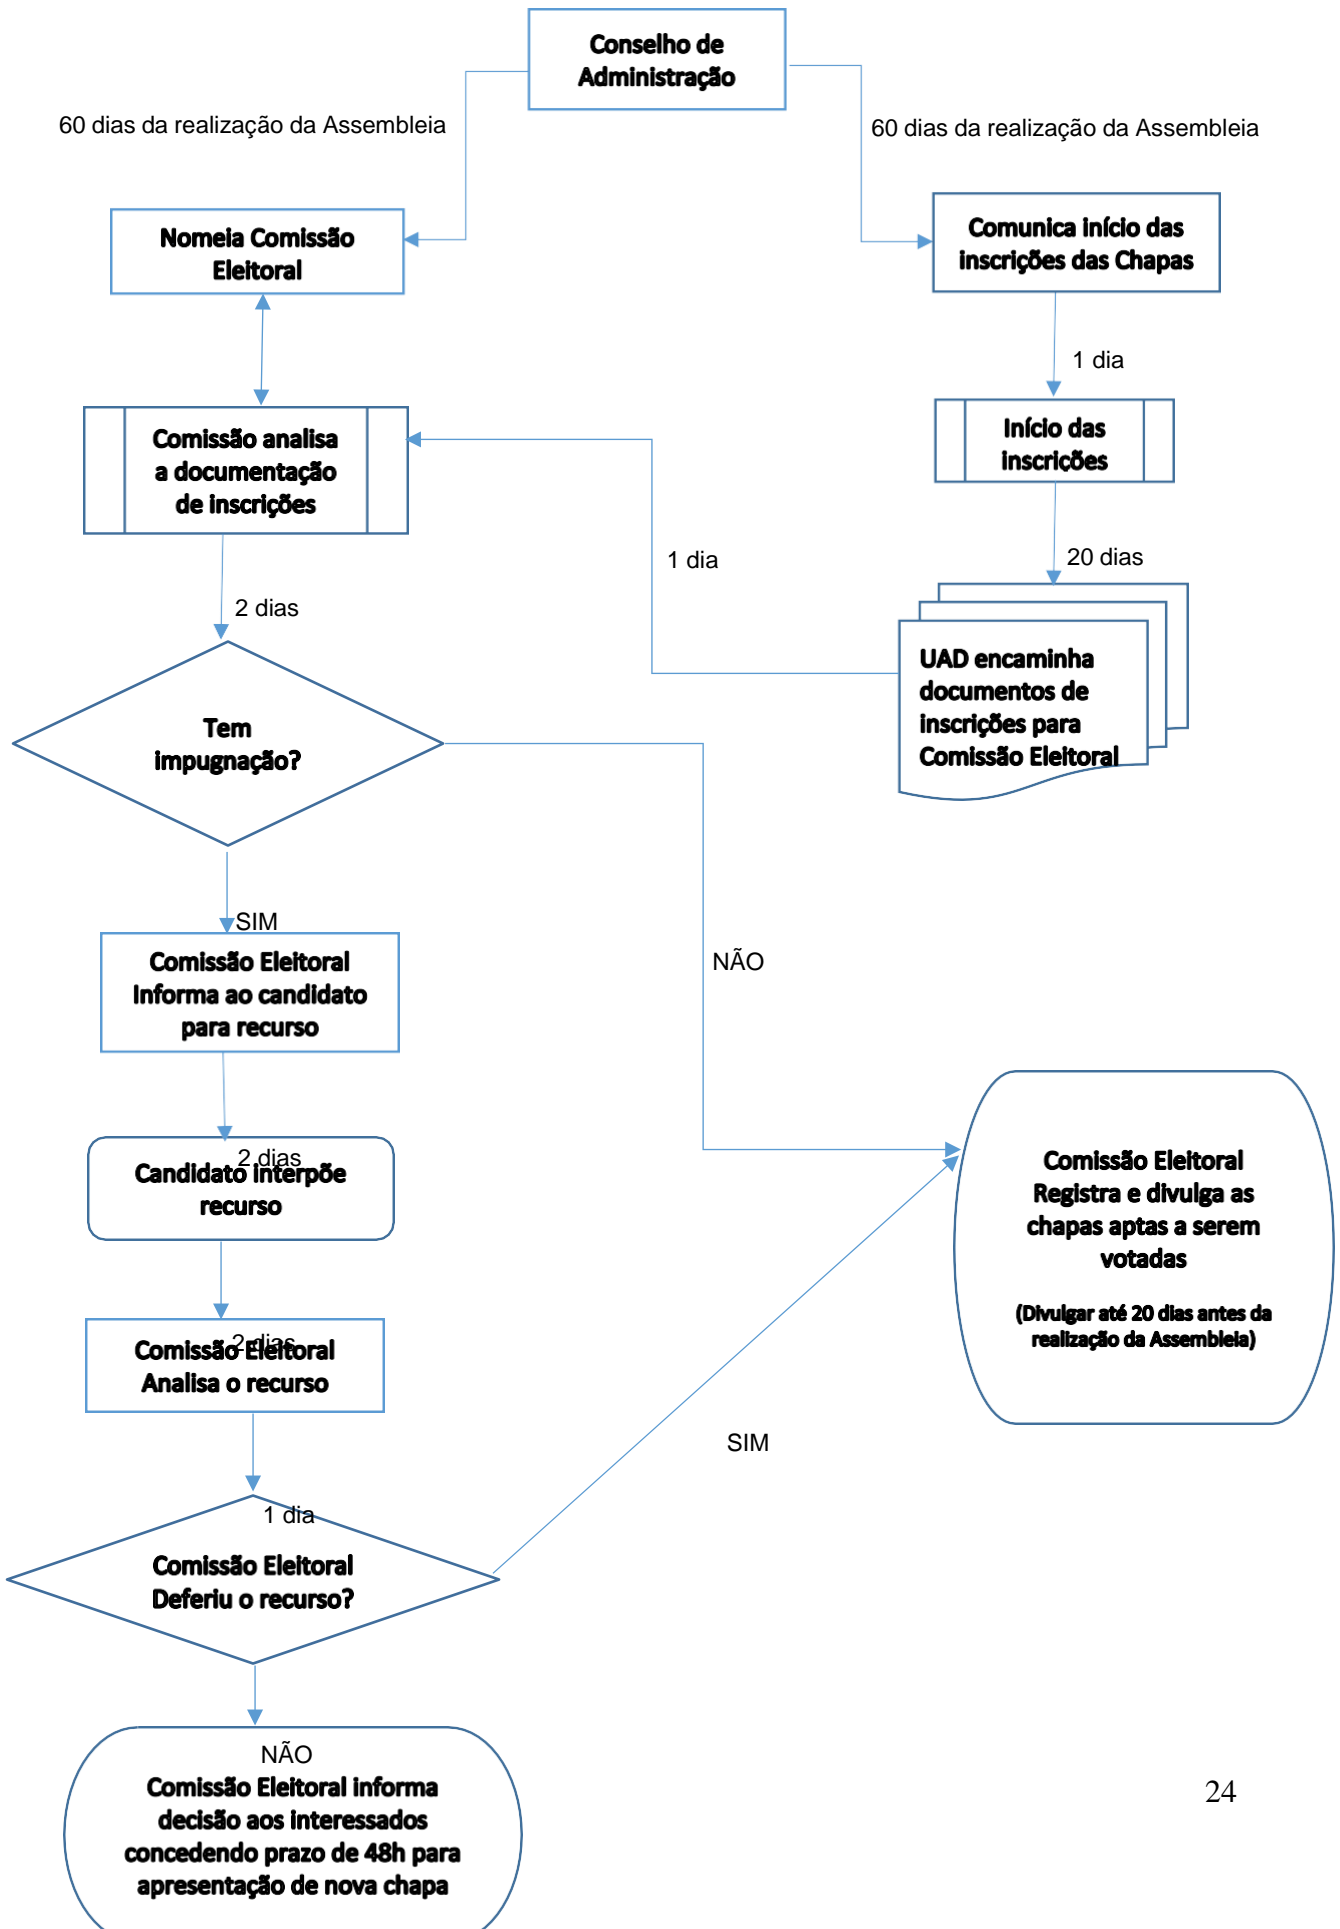 Conselho de
Administração
60 dias da realização da Assembleia
60 dias da realização da Assembleia
Nomeia Comissão
Eleitoral
Comunica início das
inscrições das Chapas
1 dia
Comissão analisa
a documentação
de inscrições
Início das
inscrições
1 dia
20 dias
2 dias
UAD encaminha
documentos de
inscrições para
Comissão Eleitoral
Tem
impugnação?
SIM
NÃO
Comissão Eleitoral
Informa ao candidato
para recurso
2 dias
Candidato interpõe
recurso
Comissão Eleitoral
Registra e divulga as
chapas aptas a serem
votadas
(Divulgar até 20 dias antes da
realização da Assembleia)
2 dias
Comissão Eleitoral
Analisa o recurso
SIM
1 dia
Comissão Eleitoral
Deferiu o recurso?
NÃO
Comissão Eleitoral informa
decisão aos interessados
concedendo prazo de 48h para
apresentação de nova chapa
24